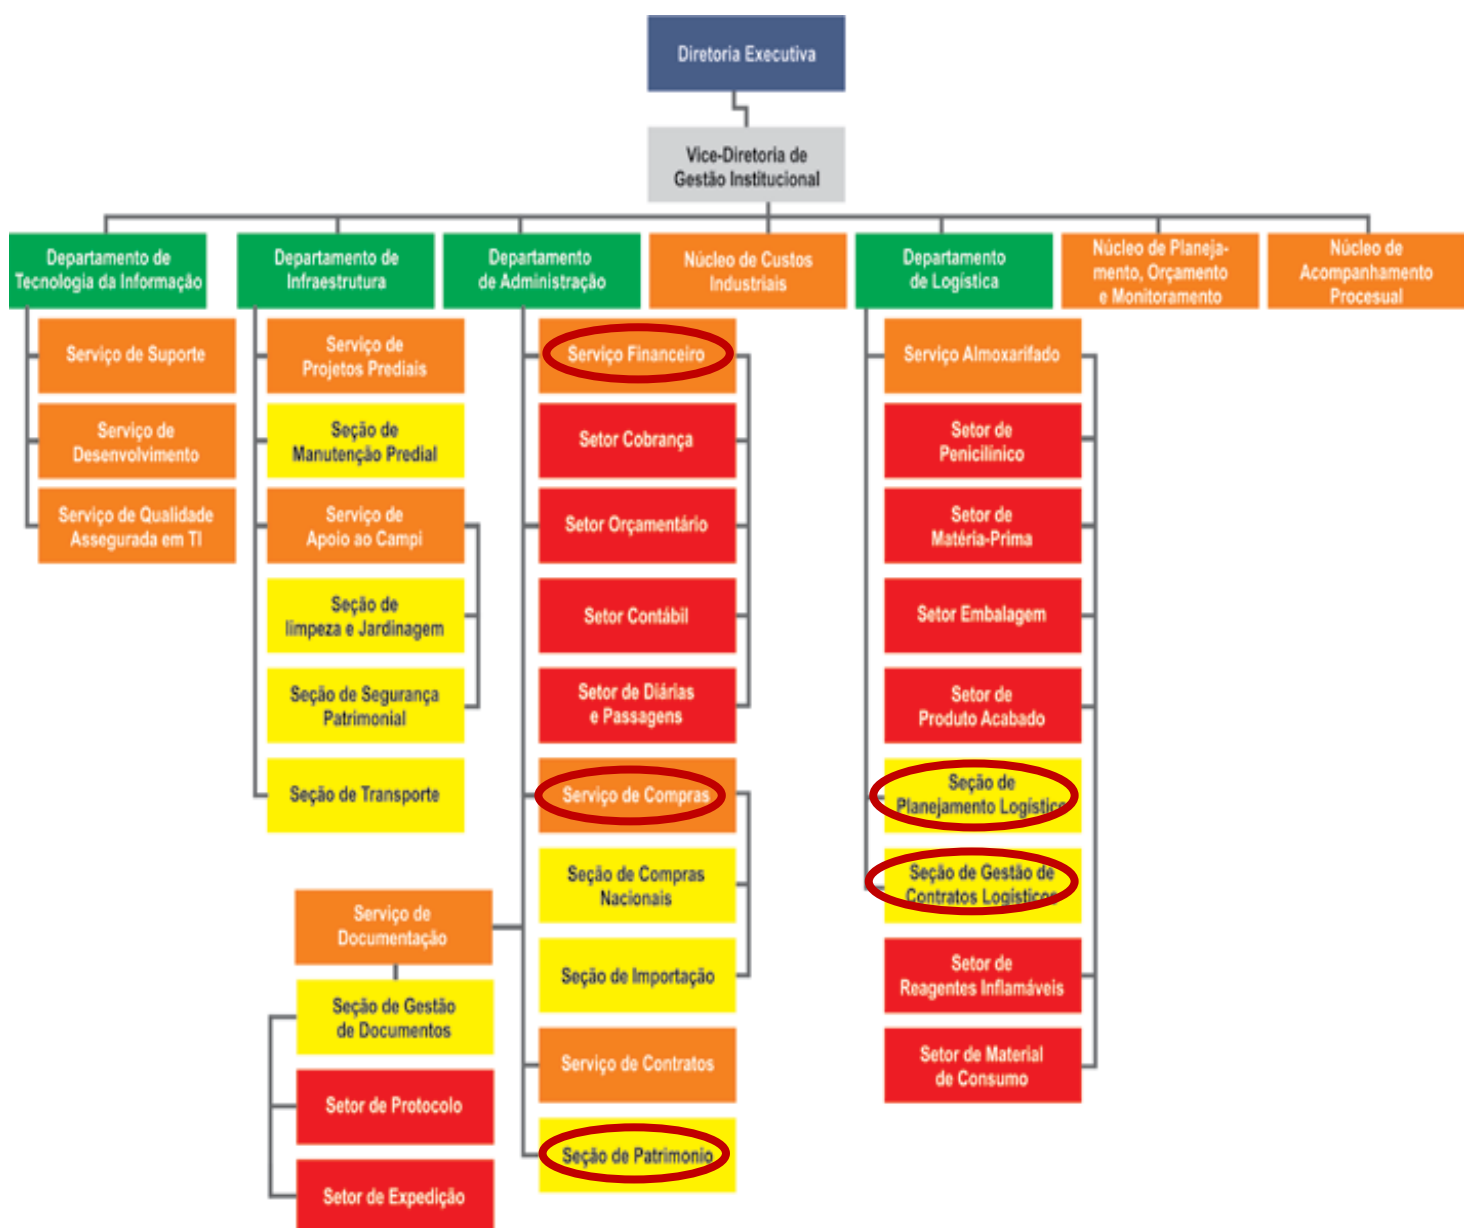 Diretoria Executiva
Vice-Diretoria de
Gestão Institucional
Departamento de
Tecnologia da Informação
Departamento de
Infraestrutura
Departamento
de Administração
Núcleo de Custos
Industriais
Departamento
de Logística
Núcleo de Planeja-
mento, Orçamento
e Monitoramento
Núcleo de
Acompanhamento
Procesual
Serviço de Suporte
Serviço de
Desenvolvimento
Serviço de Qualidade
Assegurada em TI
Serviço de
Projetos Prediais
Seção de
Manutenção Predial
Serviço de
Apoio ao Campi
Seção de
limpeza e Jardinagem
Seção de Segurança
Patrimonial
Seção de Transporte
Serviço Financeiro
Setor Cobrança
Setor Orçamentário
Setor Contábil
Setor de Diárias
e Passagens
Serviço de Compras
Seção de Compras
Nacionais
Seção de Importação
Serviço de Contratos
Seção de Patrimonio
Serviço de
Documentação
Seção de Gestão
de Documentos
Setor de Protocolo
Setor de Expedição
Serviço Almoxarifado
Setor de
Penicilínico
Setor de
Matéria-Prima
Setor Embalagem
Setor de
Produto Acabado
Seção de
Planejamento Logístico
Seção de Gestão de
Contratos Logísticos
Setor de
Reagentes Inflamáveis
Setor de Material
de Consumo